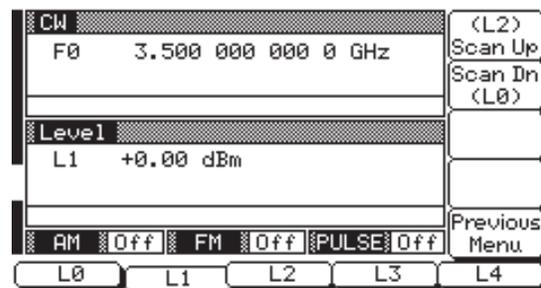 CW
F0 3.500 000 000 0 GHz
(L2)
Scan Up
Scan Dn
(L0)
Level
L1 +0.00 dBm
Previous
Menu
AM Off FM Off PULSE Off
L0 L1 L2 L3 L4